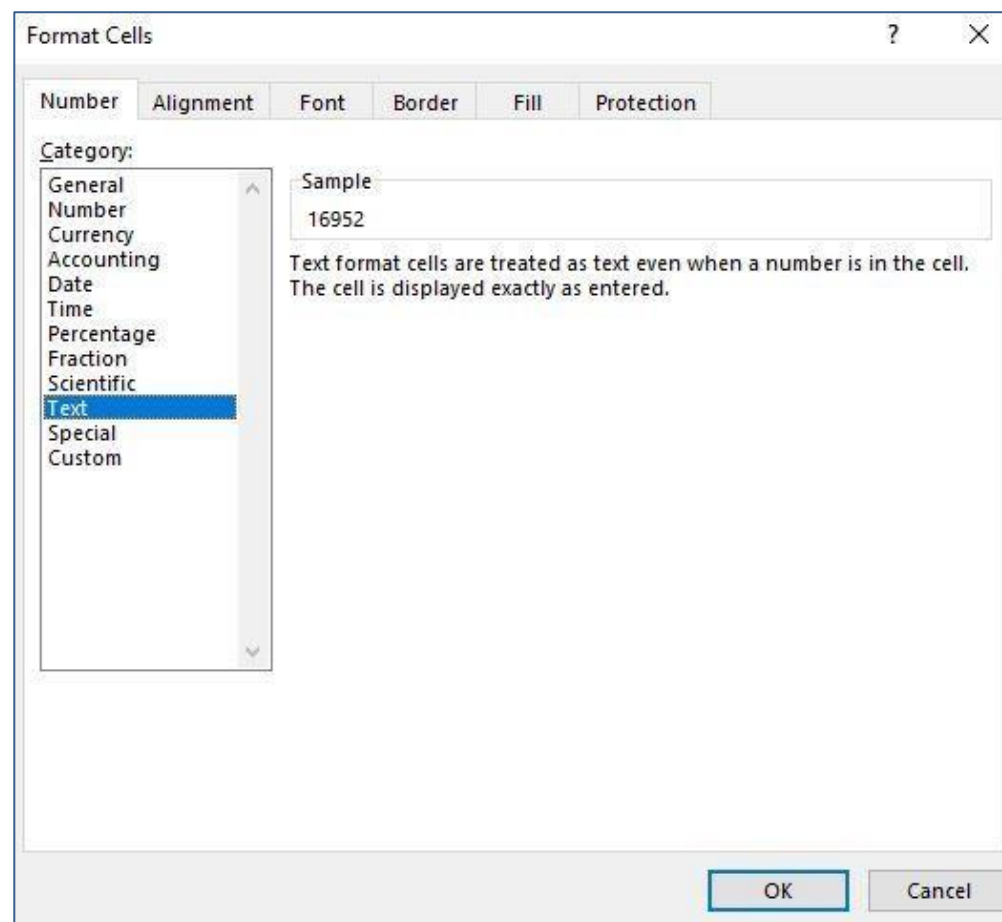 Format Cells
?
Number Alignment Font Border Fill Protection
Category:
General
Number
Currency
Accounting
Date
Time
Percentage
Fraction
Scientific
Text
Special
Custom
Sample
16952
Text format cells are treated as text even when a number is in the cell.
The cell is displayed exactly as entered.
OK Cancel